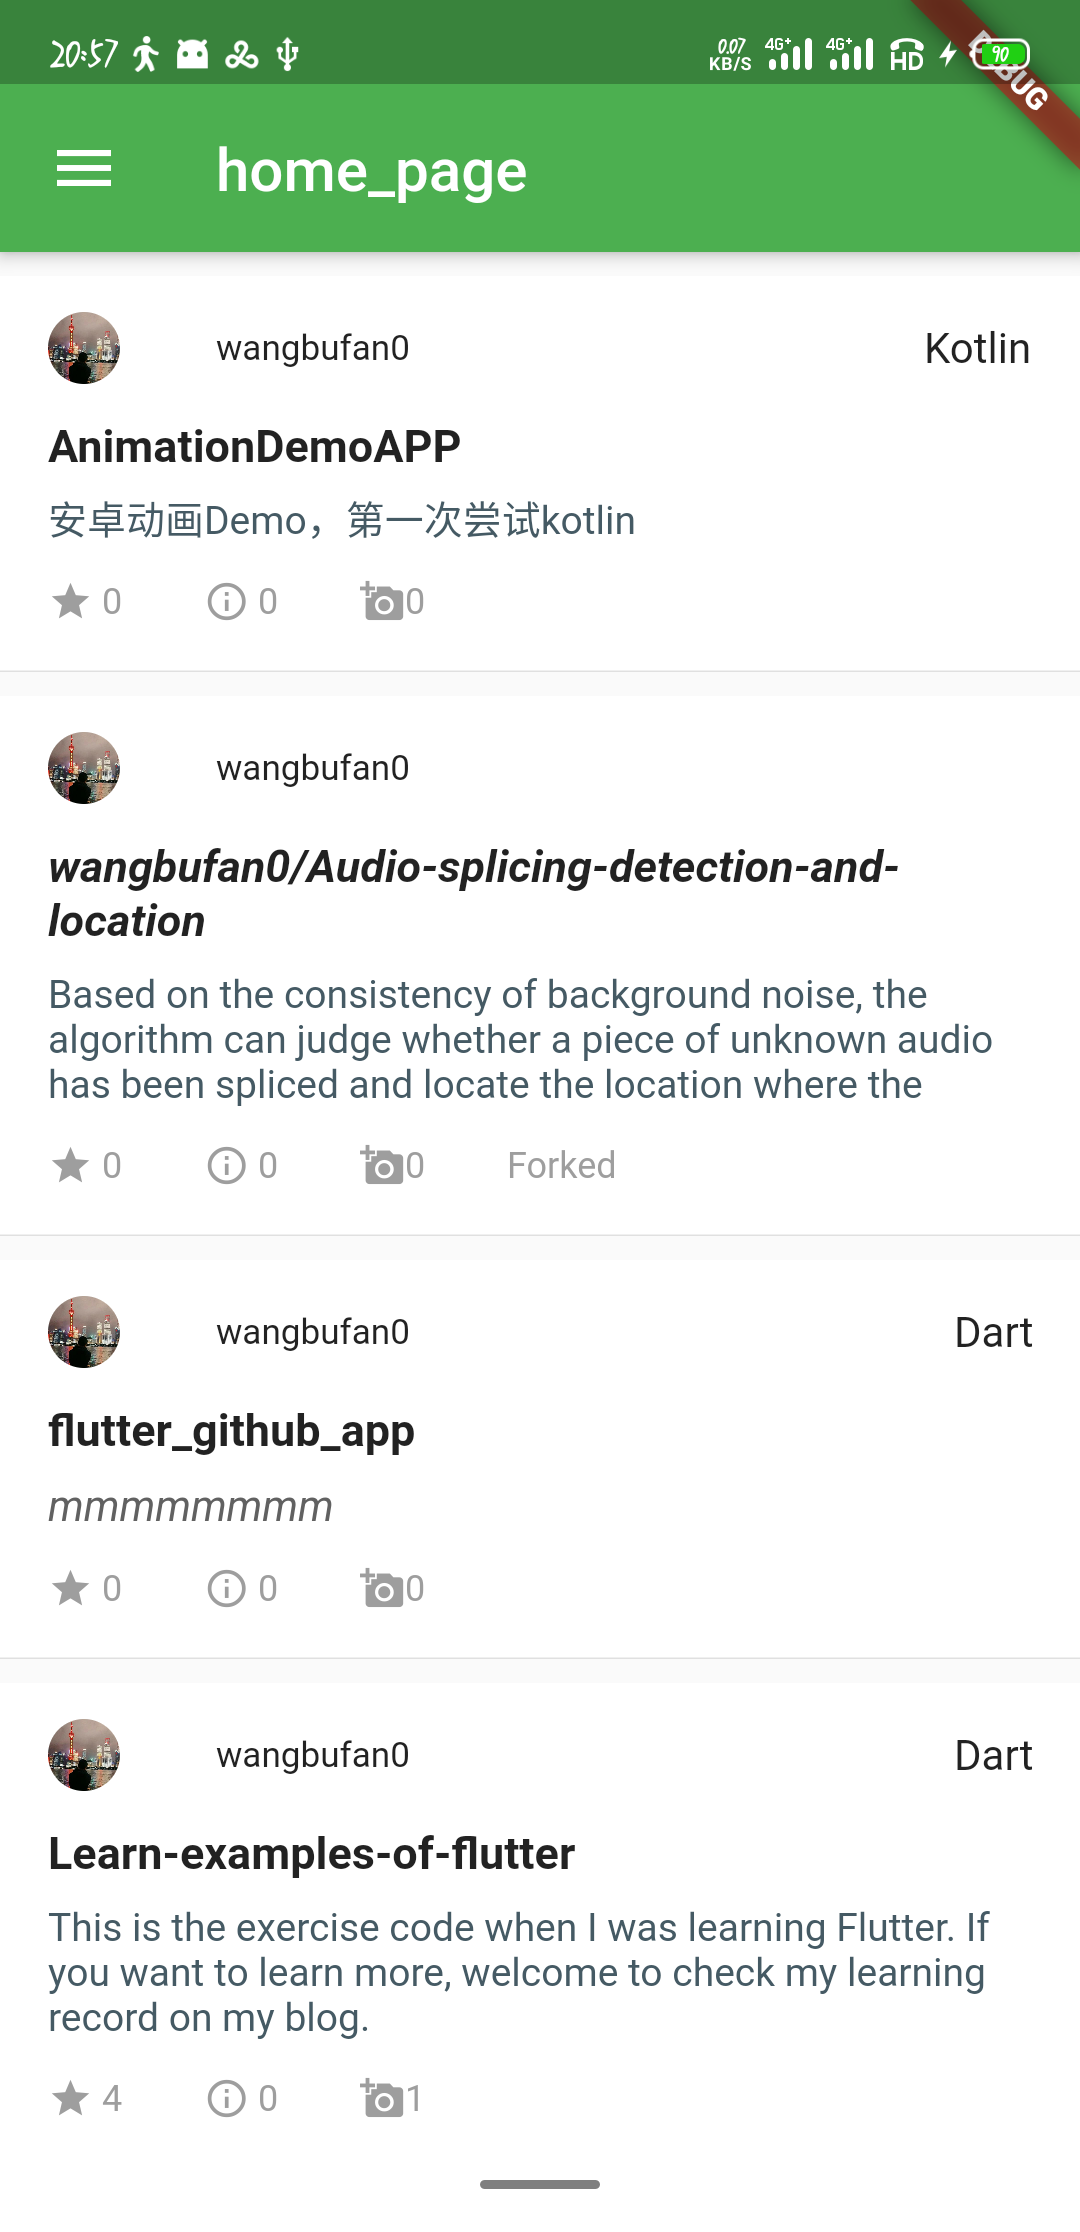 20:57
0.07 KB/S 4G+ 4G+ HD 90
DEBUG
home_page
wangbufan0
Kotlin
AnimationDemoAPP
安卓动画Demo，第一次尝试kotlin
0 0 0
wangbufan0
wangbufan0/Audio-splicing-detection-and-
location
Based on the consistency of background noise, the
algorithm can judge whether a piece of unknown audio
has been spliced and locate the location where the
0 0 0 Forked
wangbufan0
Dart
flutter_github_app
mmmmmmmm
0 0 0
wangbufan0
Dart
Learn-examples-of-flutter
This is the exercise code when I was learning Flutter. If
you want to learn more, welcome to check my learning
record on my blog.
4 0 1